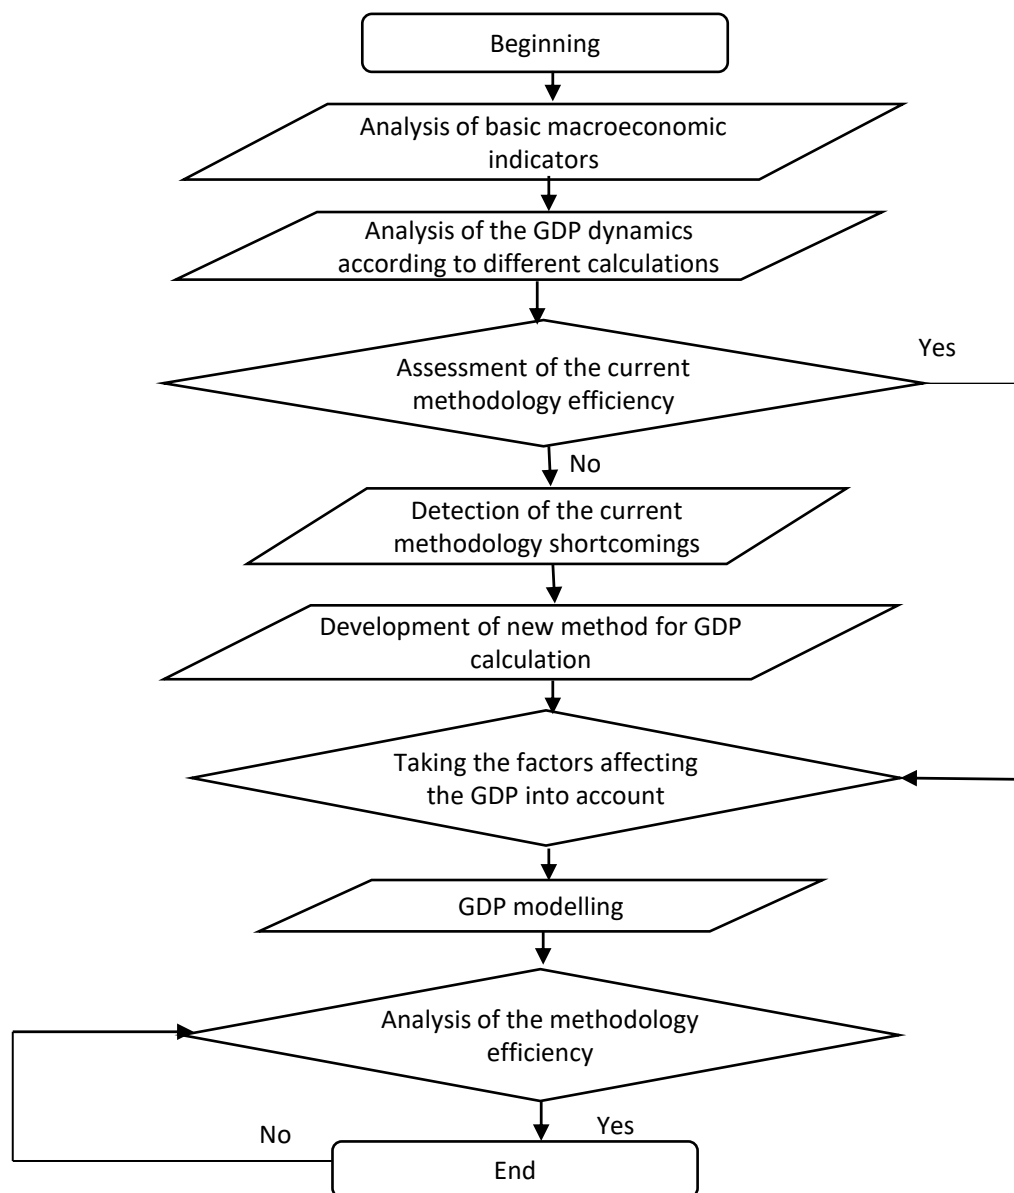 Beginning
Analysis of basic macroeconomic
indicators
Analysis of the GDP dynamics
according to different calculations
Yes
Assessment of the current
methodology efficiency
No
Detection of the current
methodology shortcomings
Development of new method for GDP
calculation
Taking the factors affecting
the GDP into account
GDP modelling
Analysis of the methodology
efficiency
Yes
No
End